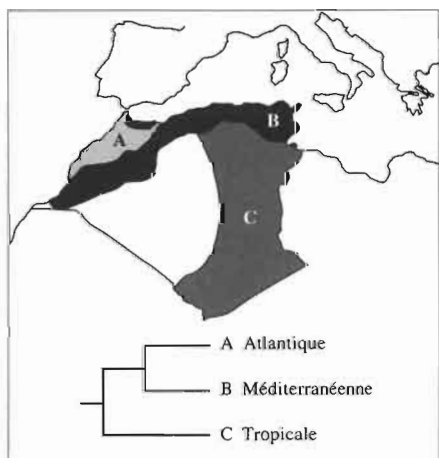 B
A
C
A Atlantique
B Méditerranéenne
C Tropicale